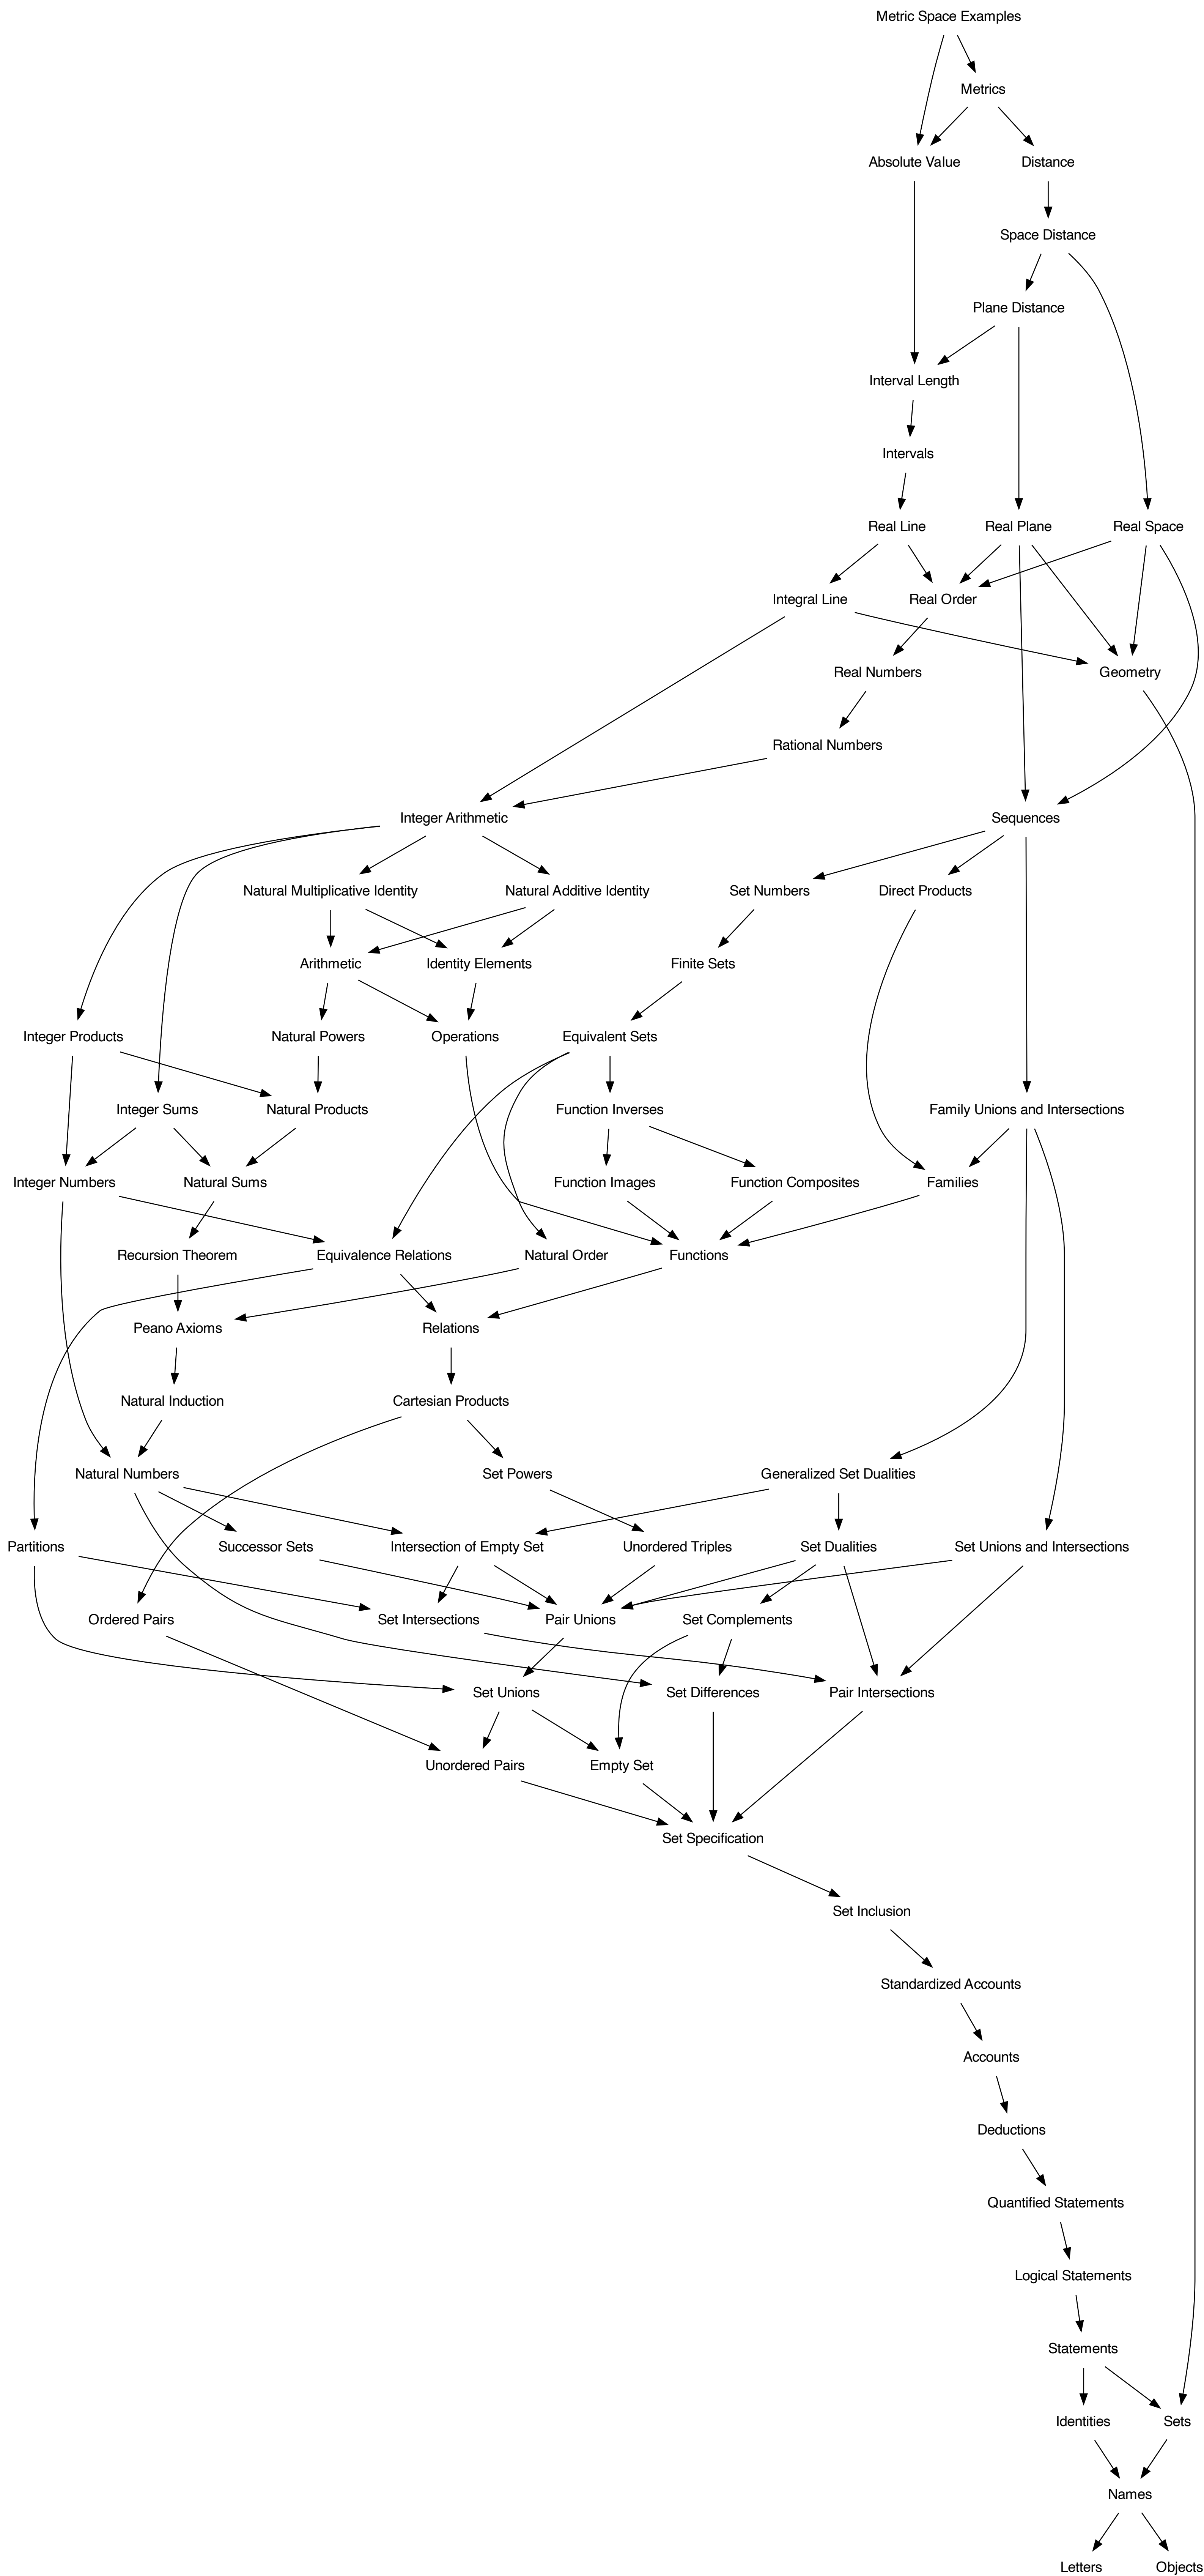 Metric Space Examples
Metrics
Absolute Value
Distance
Space Distance
Plane Distance
Interval Length
Intervals
Real Line
Real Plane
Real Space
Integral Line
Real Order
Real Numbers
Geometry
Rational Numbers
Integer Arithmetic
Sequences
Natural Multiplicative Identity
Natural Additive Identity
Set Numbers
Direct Products
Arithmetic
Identity Elements
Finite Sets
Integer Products
Natural Powers
Operations
Equivalent Sets
Integer Sums
Natural Products
Function Inverses
Family Unions and Intersections
Integer Numbers
Natural Sums
Function Images
Function Composites
Families
Recursion Theorem
Equivalence Relations
Natural Order
Functions
Peano Axioms
Relations
Natural Induction
Cartesian Products
Natural Numbers
Set Powers
Generalized Set Dualities
Partitions
Successor Sets
Intersection of Empty Set
Unordered Triples
Set Dualities
Set Unions and Intersections
Ordered Pairs
Set Intersections
Pair Unions
Set Complements
Set Unions
Set Differences
Pair Intersections
Unordered Pairs
Empty Set
Set Specification
Set Inclusion
Standardized Accounts
Accounts
Deductions
Quantified Statements
Logical Statements
Statements
Identities
Sets
Names
Letters
Objects